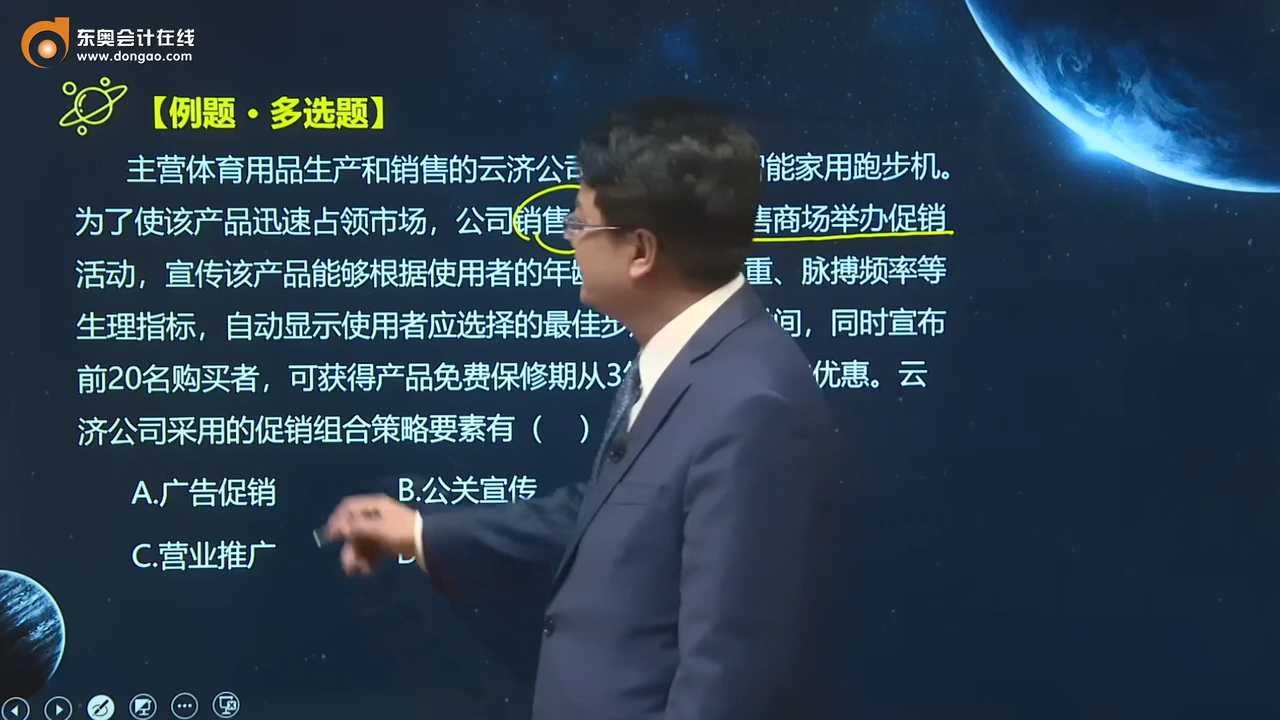 东奥会计在线
www.dongao.com
【例题·多选题】
主营体育用品生产和销售的云济公司 能家用跑步机。
为了使该产品迅速占领市场，公司销售 售商场举办促销
活动，宣传该产品能够根据使用者的年龄 重、脉搏频率等
生理指标，自动显示使用者应选择的最佳步 间，同时宣布
前20名购买者，可获得产品免费保修期从3 优惠。云
济公司采用的促销组合策略要素有（ ）
A.广告促销 B.公关宣传
C.营业推广 D